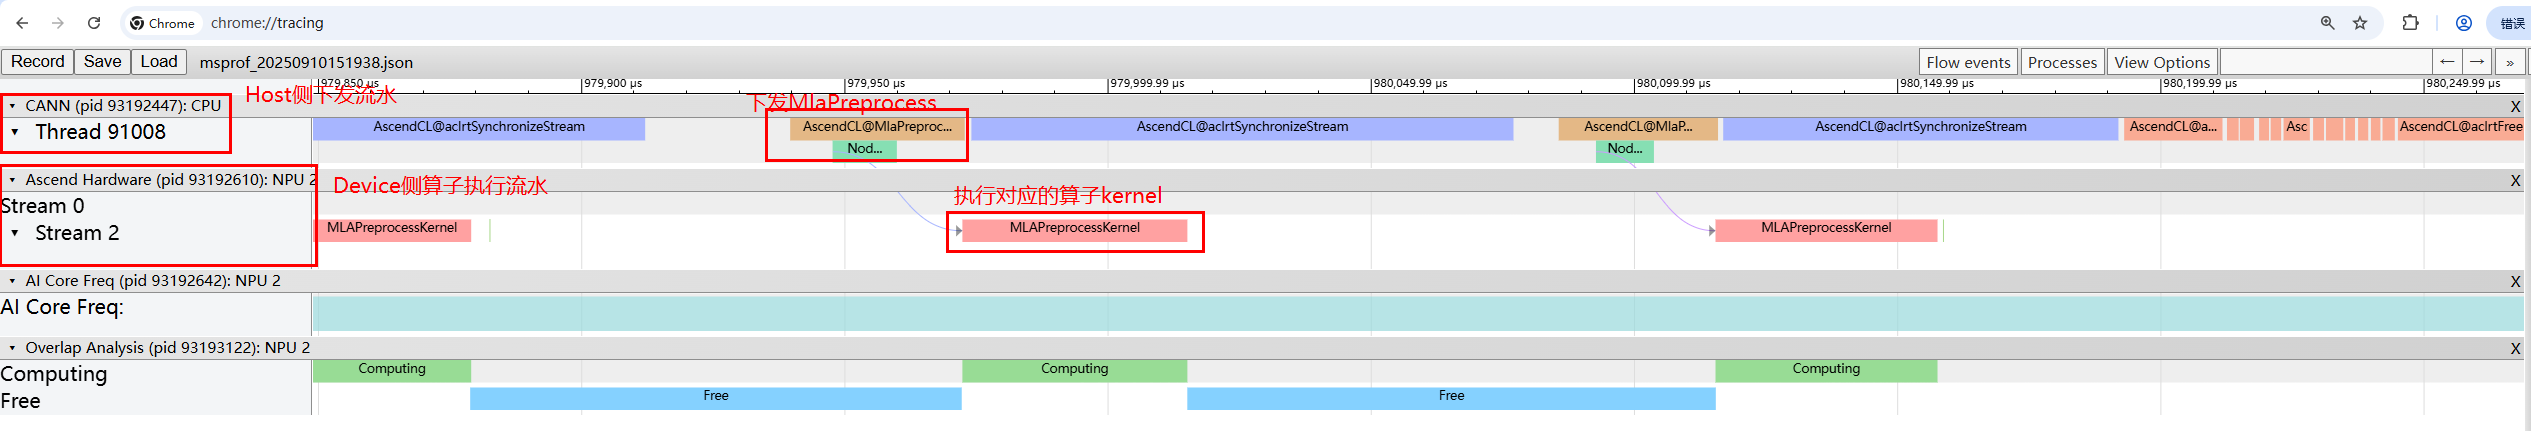 Chrome chrome://tracing 错误
Record Save Load msprof_20250910151938.json Flow events Processes View Options ← → »
979,850 µs 979,900 µs 979,950 µs 979,999.99 µs 980,049.99 µs 980,099.99 µs 980,149.99 µs 980,199.99 µs 980,249.99 µs
Host侧下发流水 下发MlaPreprocess
CANN (pid 93192447): CPU X
Thread 91008 AscendCL@aclrtSynchronizeStream AscendCL@MlaPreproc... AscendCL@aclrtSynchronizeStream AscendCL@MlaP... AscendCL@aclrtSynchronizeStream AscendCL@a... Asc AscendCL@aclrtFree
Nod... Nod...
Ascend Hardware (pid 93192610): NPU 2 X
Device侧算子执行流水 执行对应的算子kernel
Stream 0
Stream 2 MLAPreprocessKernel MLAPreprocessKernel MLAPreprocessKernel
AI Core Freq (pid 93192642): NPU 2 X
AI Core Freq:
Overlap Analysis (pid 93193122): NPU 2 X
Computing Computing Computing Computing
Free Free Free